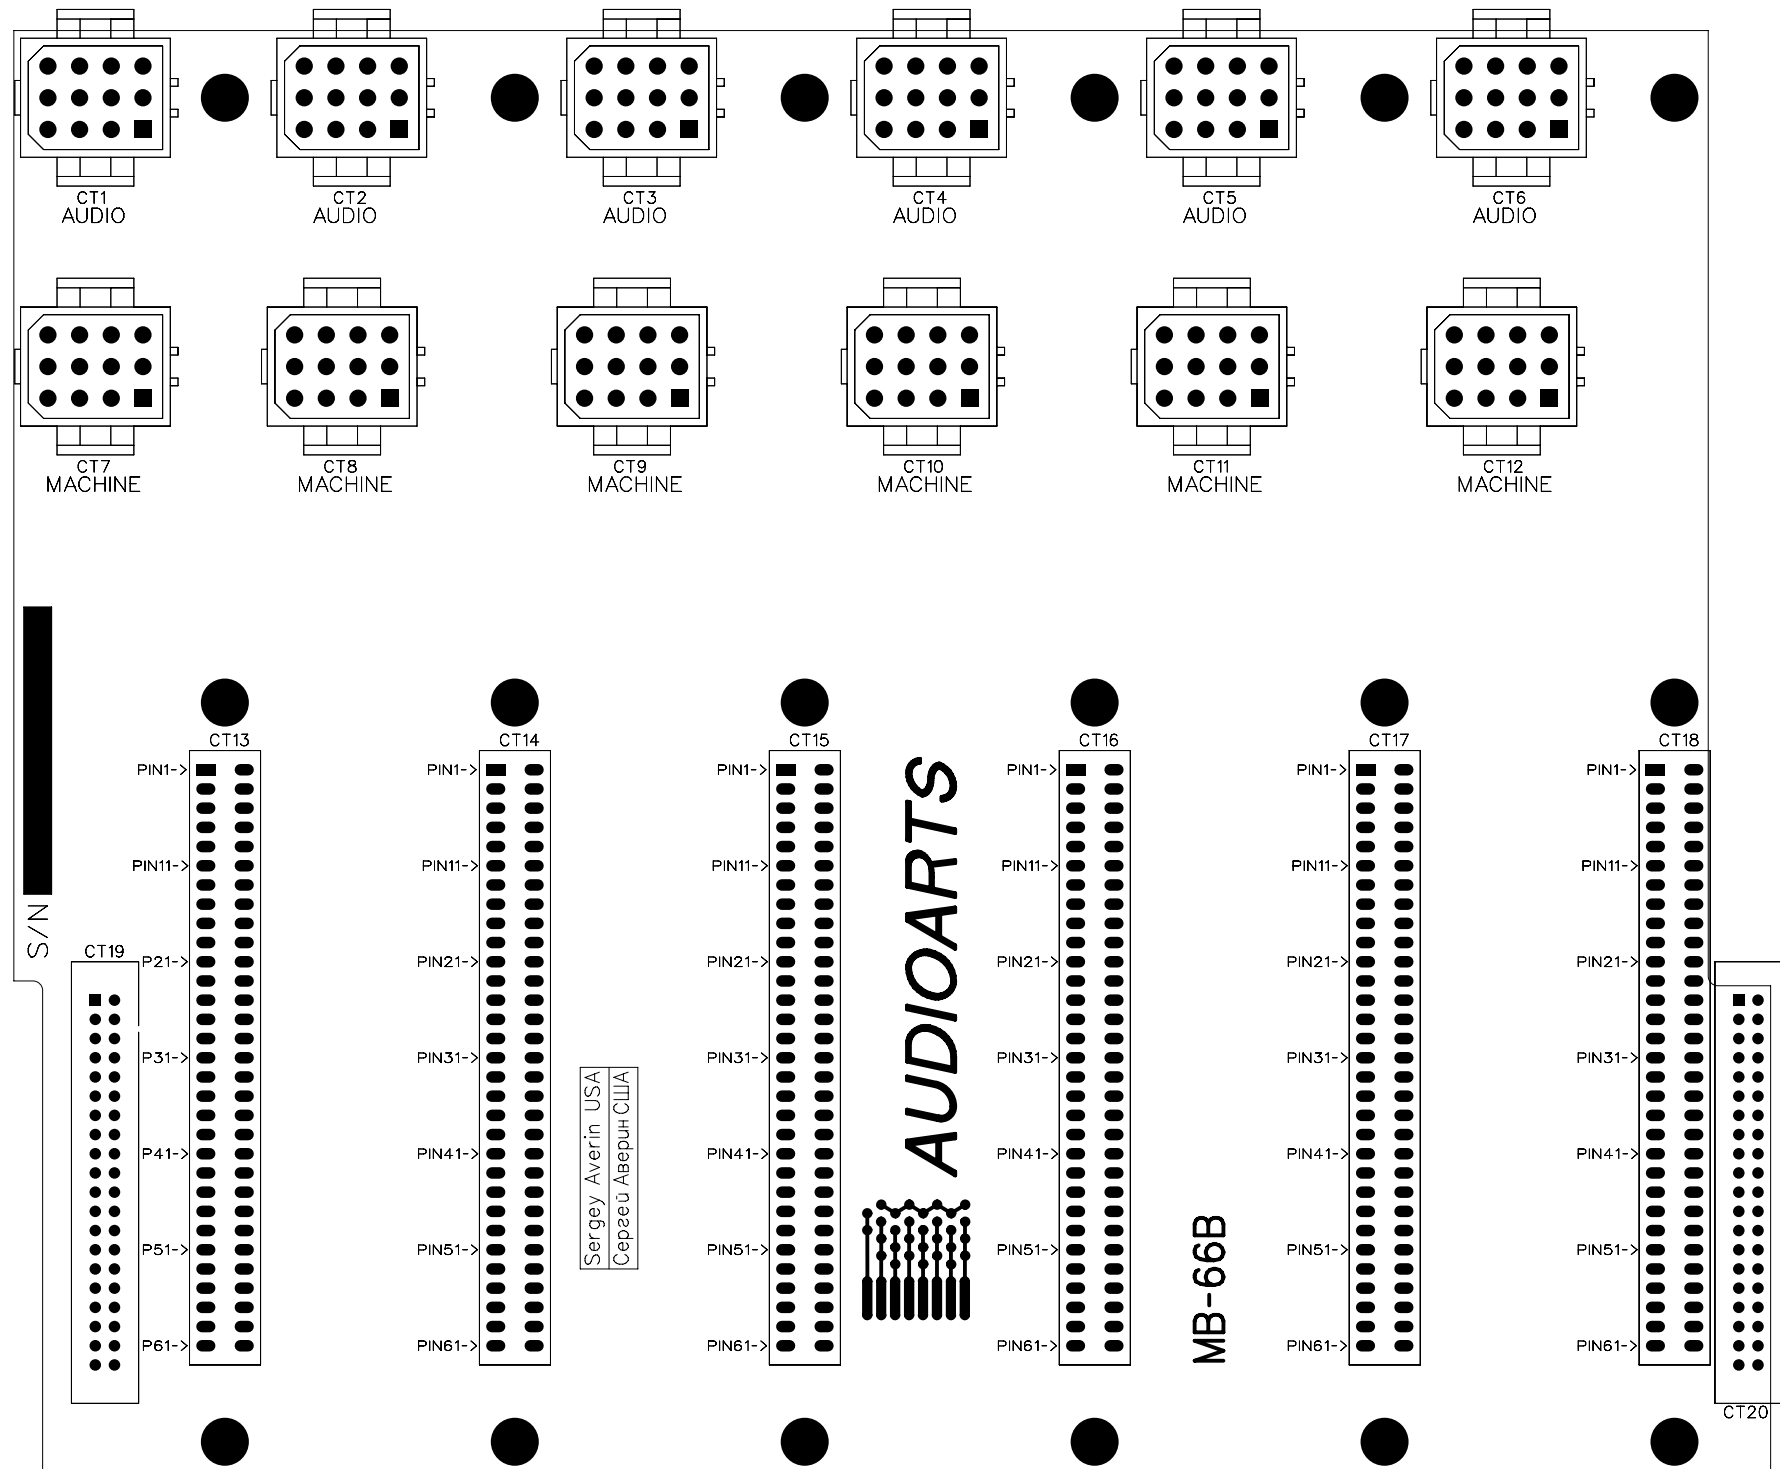 CT1
AUDIO
CT2
AUDIO
CT3
AUDIO
CT4
AUDIO
CT5
AUDIO
CT6
AUDIO
CT7
MACHINE
CT8
MACHINE
CT9
MACHINE
CT10
MACHINE
CT11
MACHINE
CT12
MACHINE
S/N
CT13
PIN1->
PIN11->
P21->
P31->
P41->
P51->
P61->
CT14
PIN1->
PIN11->
PIN21->
PIN31->
PIN41->
PIN51->
PIN61->
CT15
PIN1->
PIN11->
PIN21->
PIN31->
PIN41->
PIN51->
PIN61->
CT16
PIN1->
PIN11->
PIN21->
PIN31->
PIN41->
PIN51->
PIN61->
CT17
PIN1->
PIN11->
PIN21->
PIN31->
PIN41->
PIN51->
PIN61->
CT18
PIN1->
PIN11->
PIN21->
PIN31->
PIN41->
PIN51->
PIN61->
CT19
Sergey Averin USA
Сергей Аверин США
AUDIOARTS
MB-66B
CT20